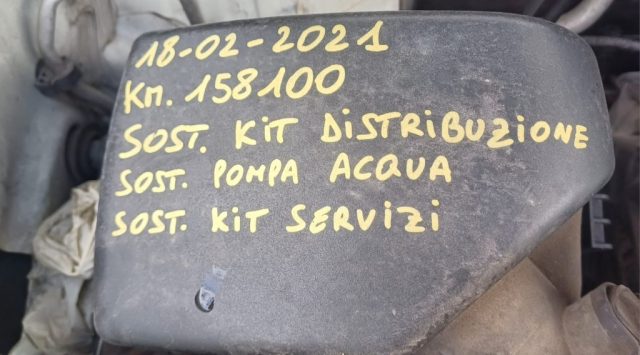 18-02-2021
Km. 158100
SOST. KIT DISTRIBUZIONE
SOST. POMPA ACQUA
SOST. KIT SERVIZI